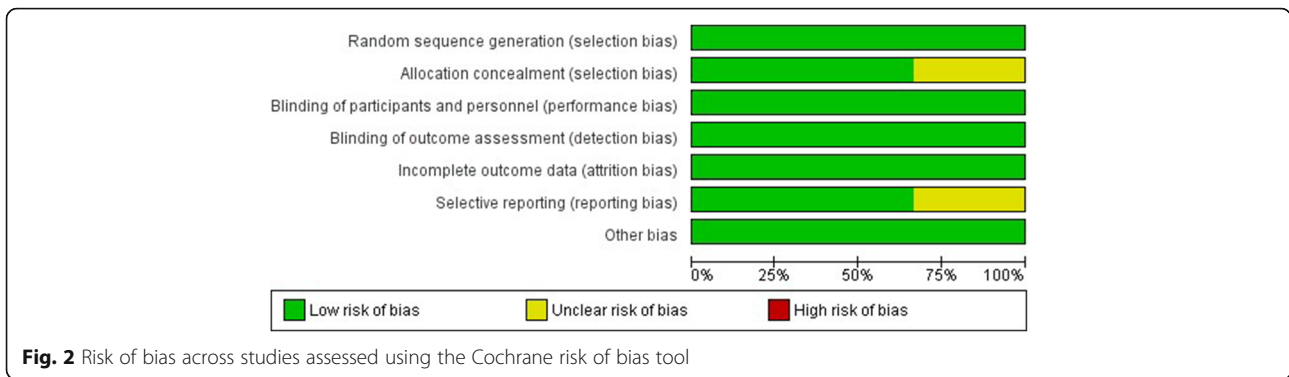 Random sequence generation (selection bias)
Allocation concealment (selection bias)
Blinding of participants and personnel (performance bias)
Blinding of outcome assessment (detection bias)
Incomplete outcome data (attrition bias)
Selective reporting (reporting bias)
Other bias
0% 25% 50% 75% 100%
Low risk of bias Unclear risk of bias High risk of bias
Fig. 2 Risk of bias across studies assessed using the Cochrane risk of bias tool